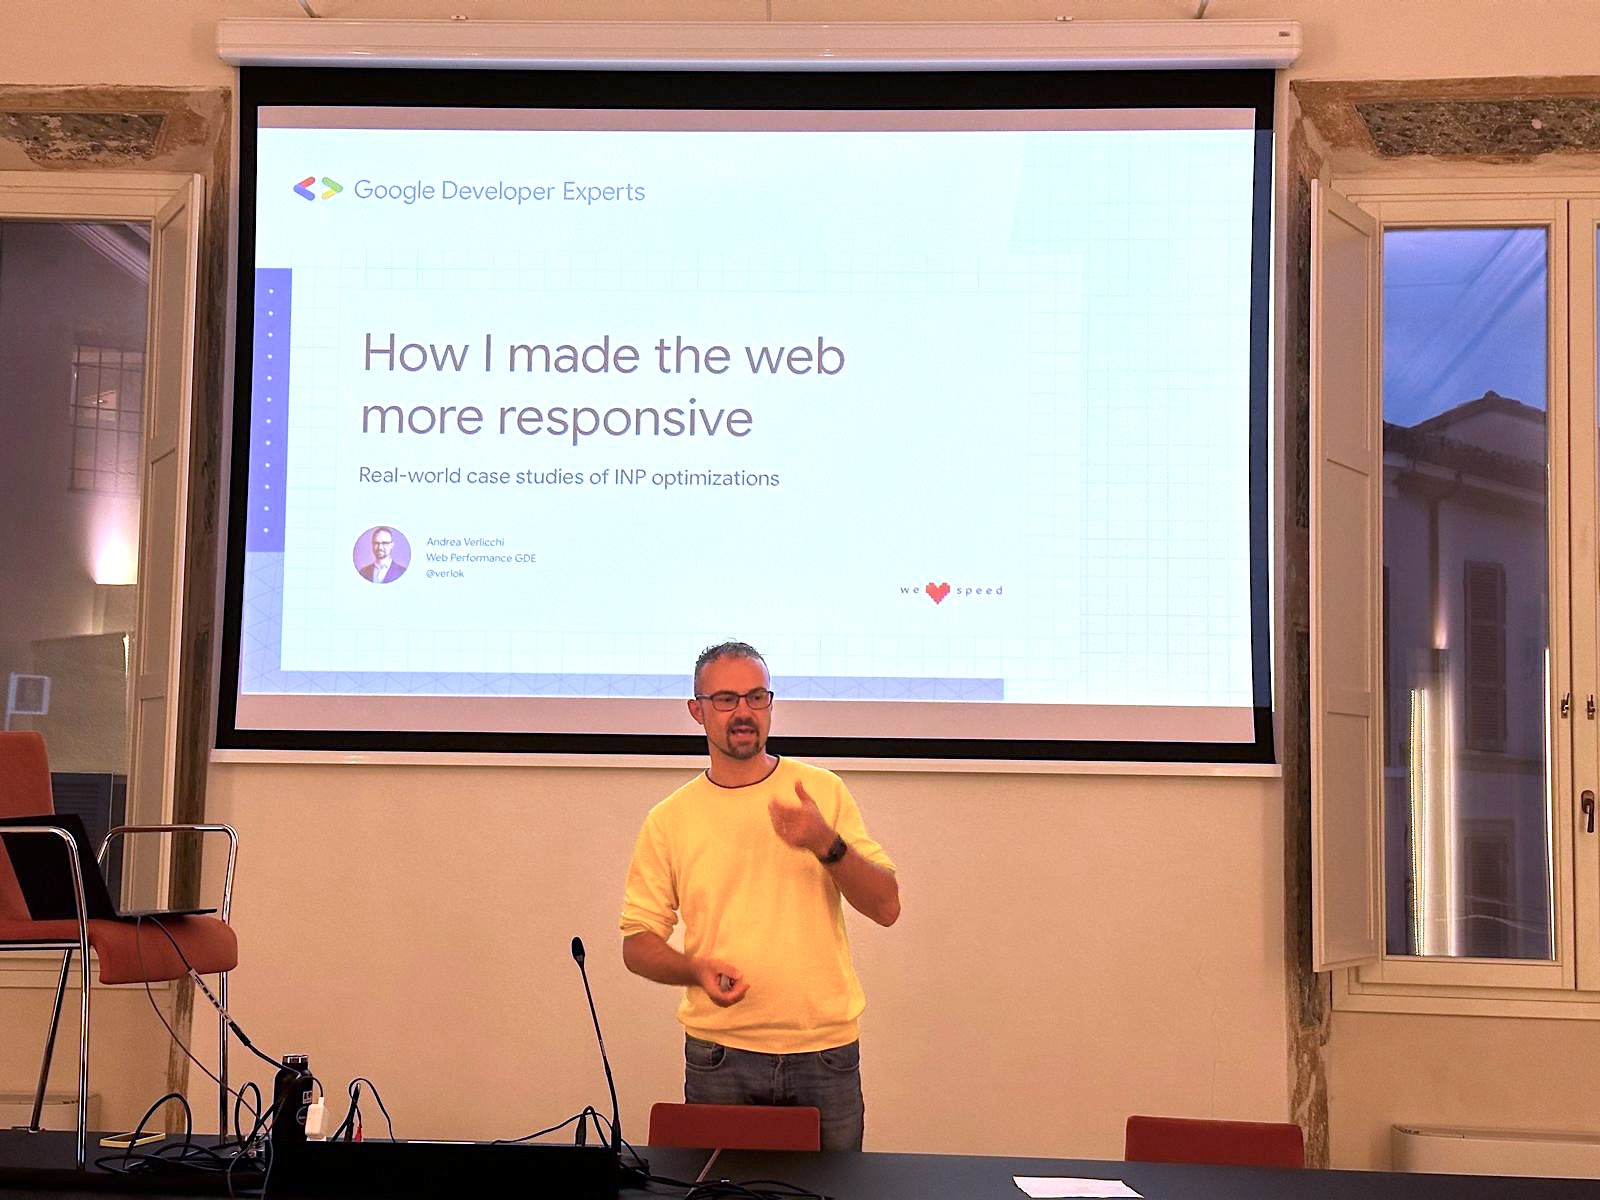 Google Developer Experts
How I made the web
more responsive
Real-world case studies of INP optimizations
Andrea Verlicchi
Web Performance GDE
@verlok
we speed